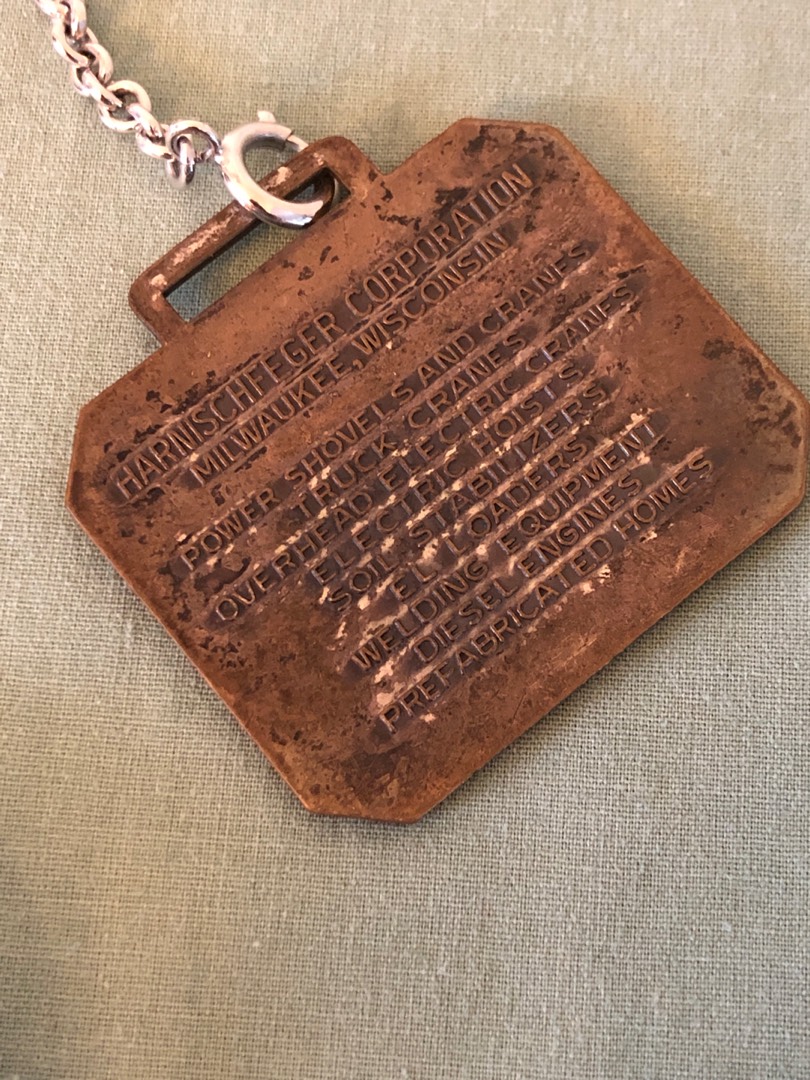 HARNISCHFEGER CORPORATION
MILWAUKEE, WISCONSIN
POWER SHOVELS AND CRANES
TRUCK CRANES
OVERHEAD ELECTRIC CRANES
ELECTRIC HOISTS
SOIL STABILIZERS
EL. LOADERS
WELDING EQUIPMENT
DIESEL ENGINES
PREFABRICATED HOMES